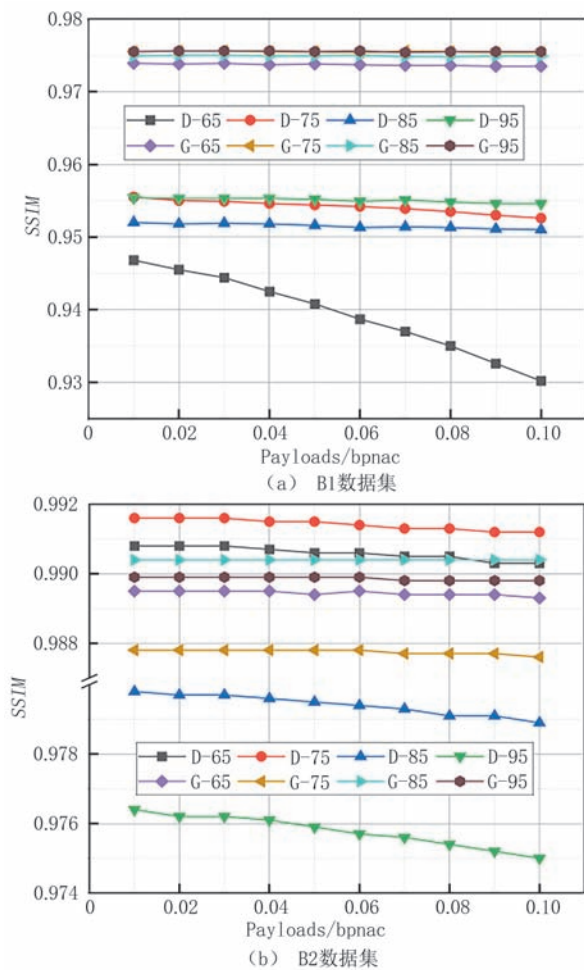 0.98
0.97
D-65 D-75 D-85 D-95
G-65 G-75 G-85 G-95
0.96
SSIM
0.95
0.94
0.93
0 0.02 0.04 0.06 0.08 0.10
Payloads/bpnac
(a) B1数据集
0.992
0.990
0.988
SSIM
0.978
D-65 D-75 D-85 D-95
G-65 G-75 G-85 G-95
0.976
0.974
0 0.02 0.04 0.06 0.08 0.10
Payloads/bpnac
(b) B2数据集